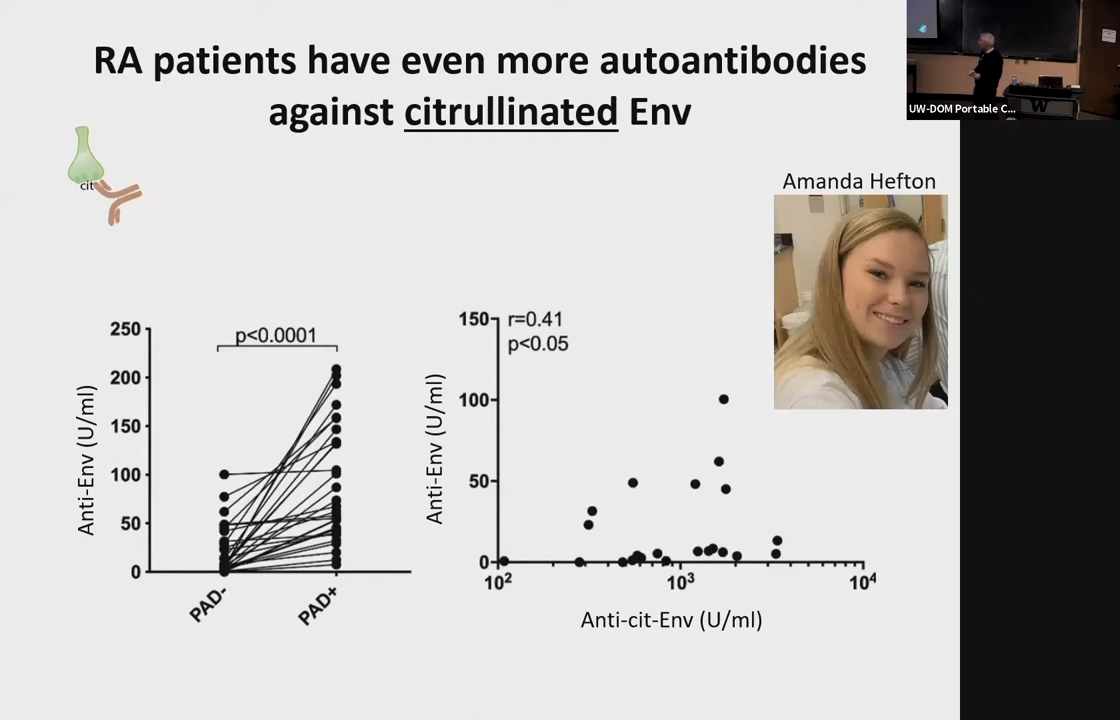 RA patients have even more autoantibodies
against citrullinated Env
UW-DOM Portable C...
cit
Amanda Hefton
250
200
150
100
50
0
Anti-Env (U/ml)
p<0.0001
PAD-
PAD+
150
100
50
0
Anti-Env (U/ml)
r=0.41
p<0.05
10²
10³
10⁴
Anti-cit-Env (U/ml)
W